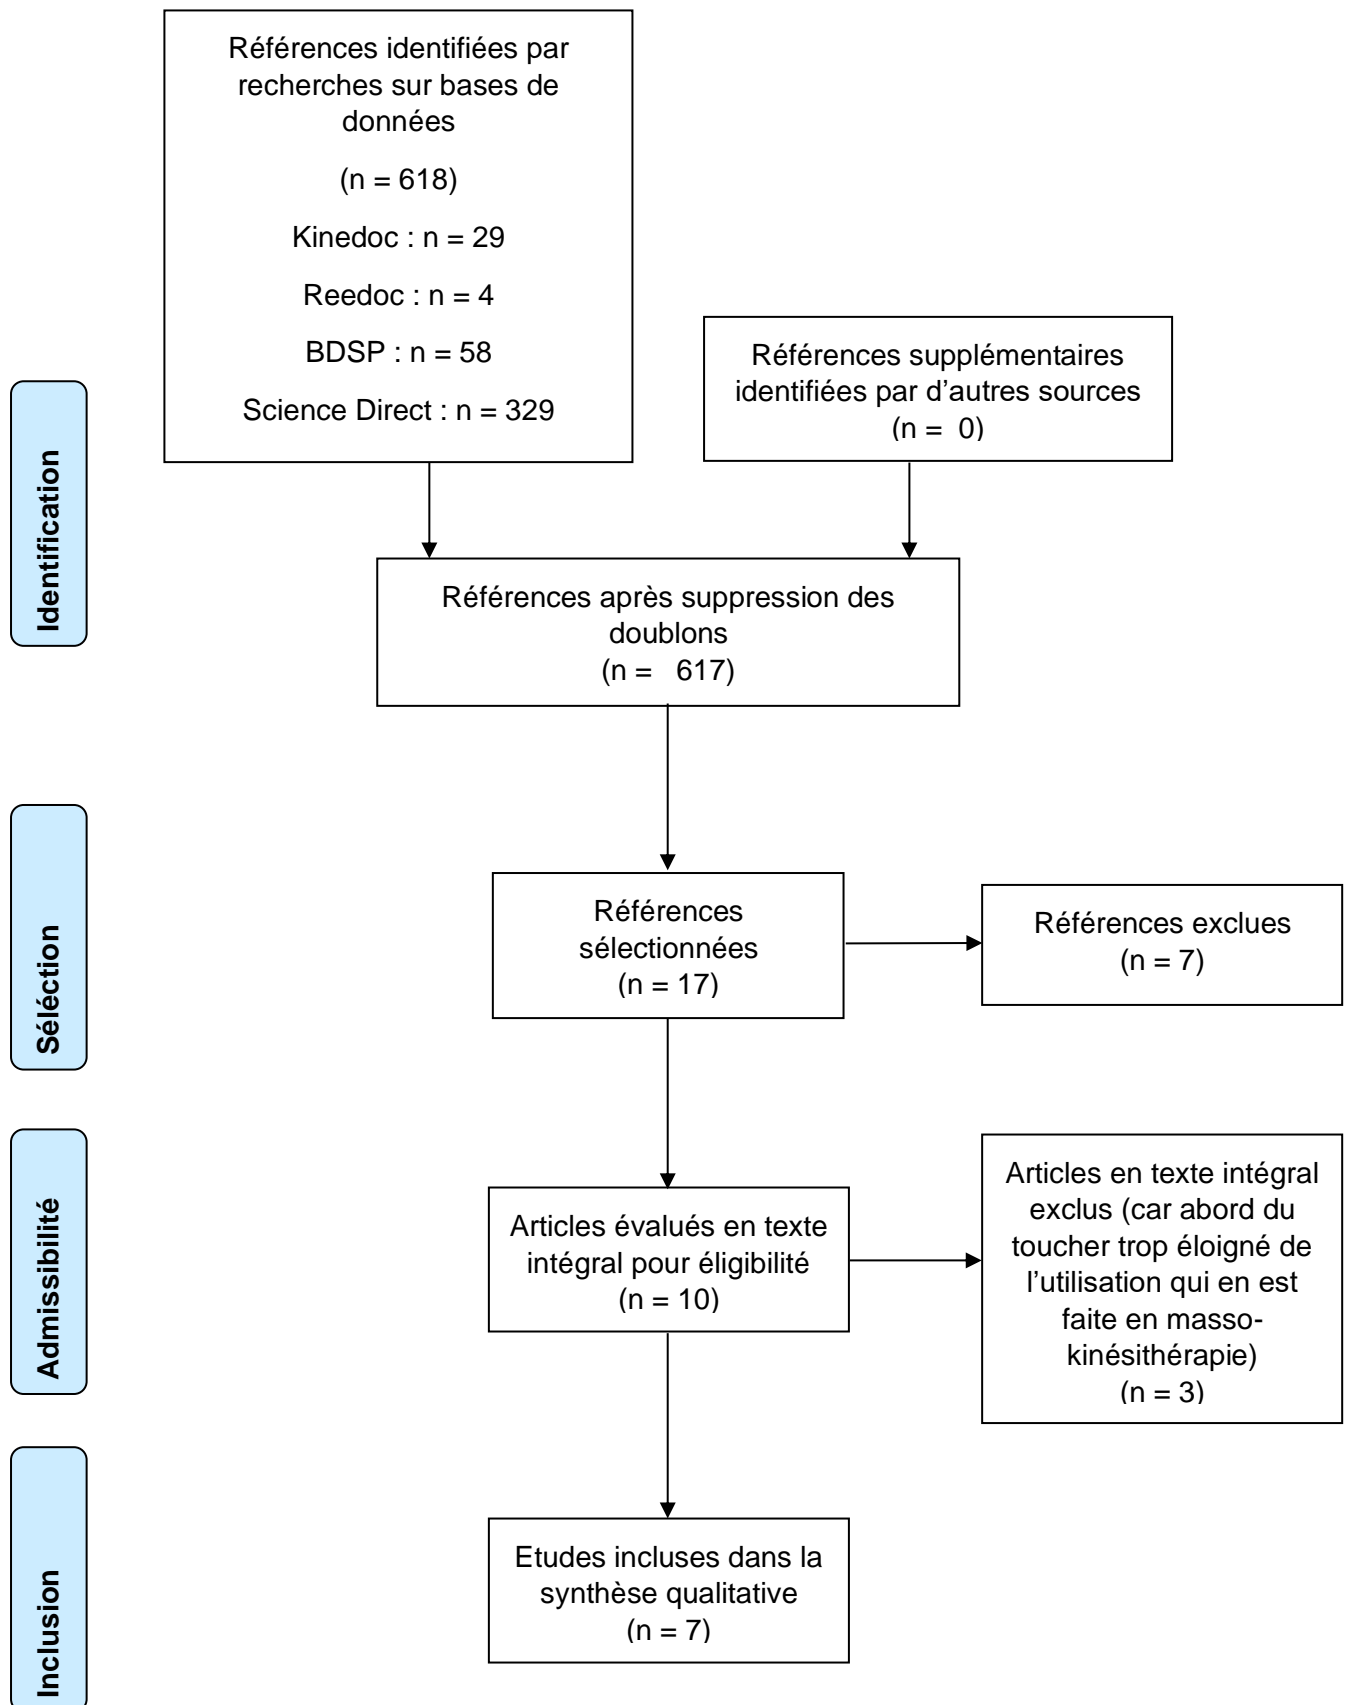 Références identifiées par
recherches sur bases de
données
(n = 618)
Kinedoc : n = 29
Reedoc : n = 4
BDSP : n = 58
Science Direct : n = 329
Références supplémentaires
identifiées par d’autres sources
(n = 0)
Identification
Références après suppression des
doublons
(n = 617)
Séléction
Références
sélectionnées
(n = 17)
Références exclues
(n = 7)
Admissibilité
Articles évalués en texte
intégral pour éligibilité
(n = 10)
Articles en texte intégral
exclus (car abord du
toucher trop éloigné de
l’utilisation qui en est
faite en masso-
kinésithérapie)
(n = 3)
Inclusion
Etudes incluses dans la
synthèse qualitative
(n = 7)